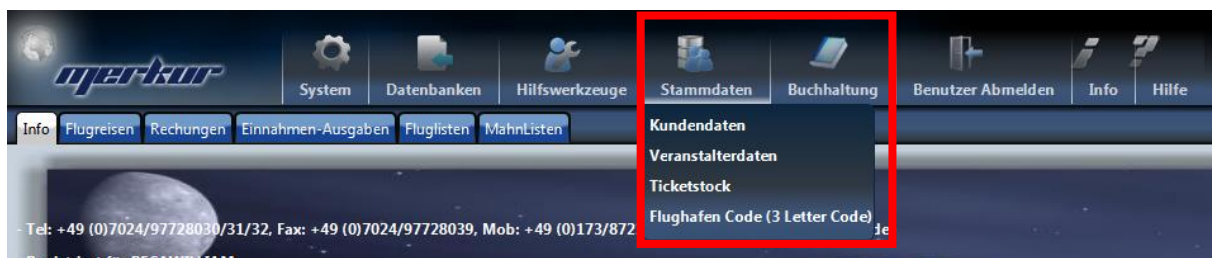 merkur
System Datenbanken Hilfswerkzeuge Stammdaten Buchhaltung Benutzer Abmelden Info Hilfe
Info Flugreisen Rechungen Einnahmen-Ausgaben Fluglisten MahnListen
Kundendaten
Veranstalterdaten
Ticketstock
Flughafen Code (3 Letter Code)
- Tel: +49 (0)7024/97728030/31/32, Fax: +49 (0)7024/97728039, Mob: +49 (0)173/872 de